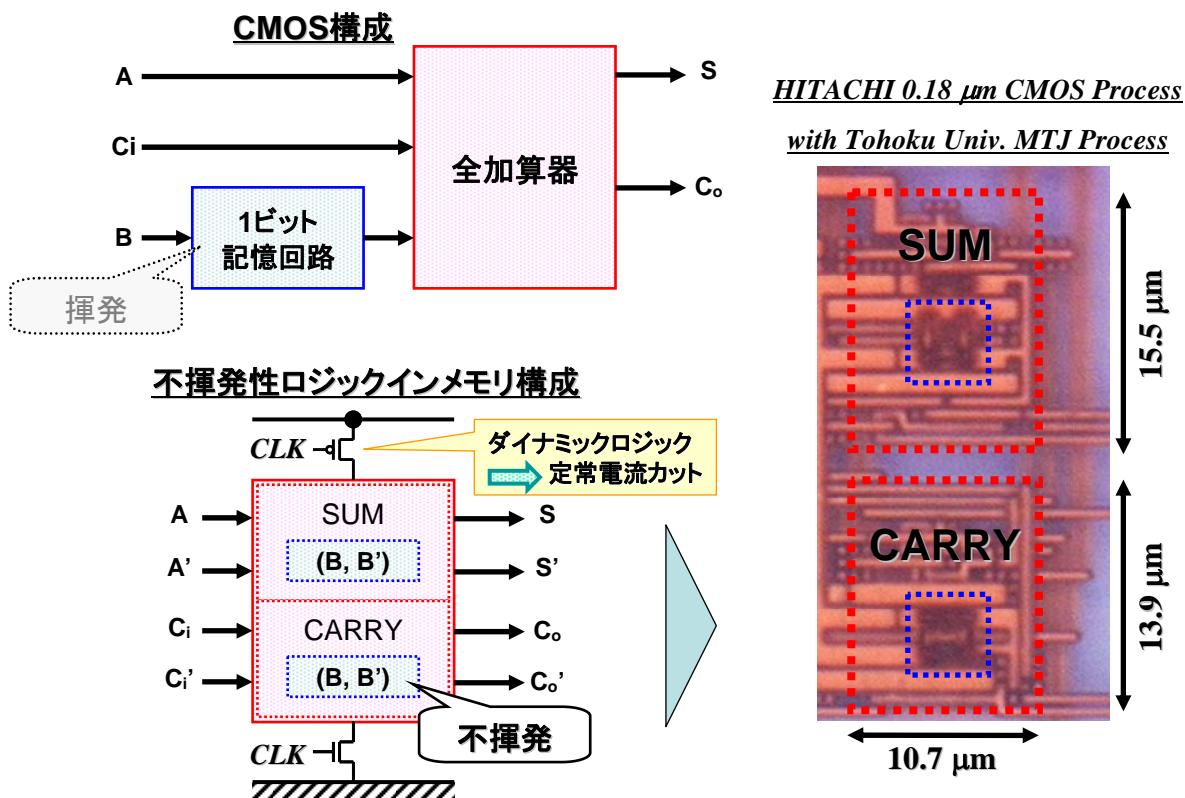 CMOS構成
A
Ci
B
1ビット
記憶回路
揮発
全加算器
S
Co
不揮発性ロジックインメモリ構成
CLK
ダイナミックロジック
定常電流カット
A
A’
Ci
Ci’
SUM
(B, B’)
CARRY
(B, B’)
S
S’
Co
Co’
不揮発
CLK
HITACHI 0.18 μm CMOS Process
with Tohoku Univ. MTJ Process
SUM
15.5 μm
CARRY
13.9 μm
10.7 μm